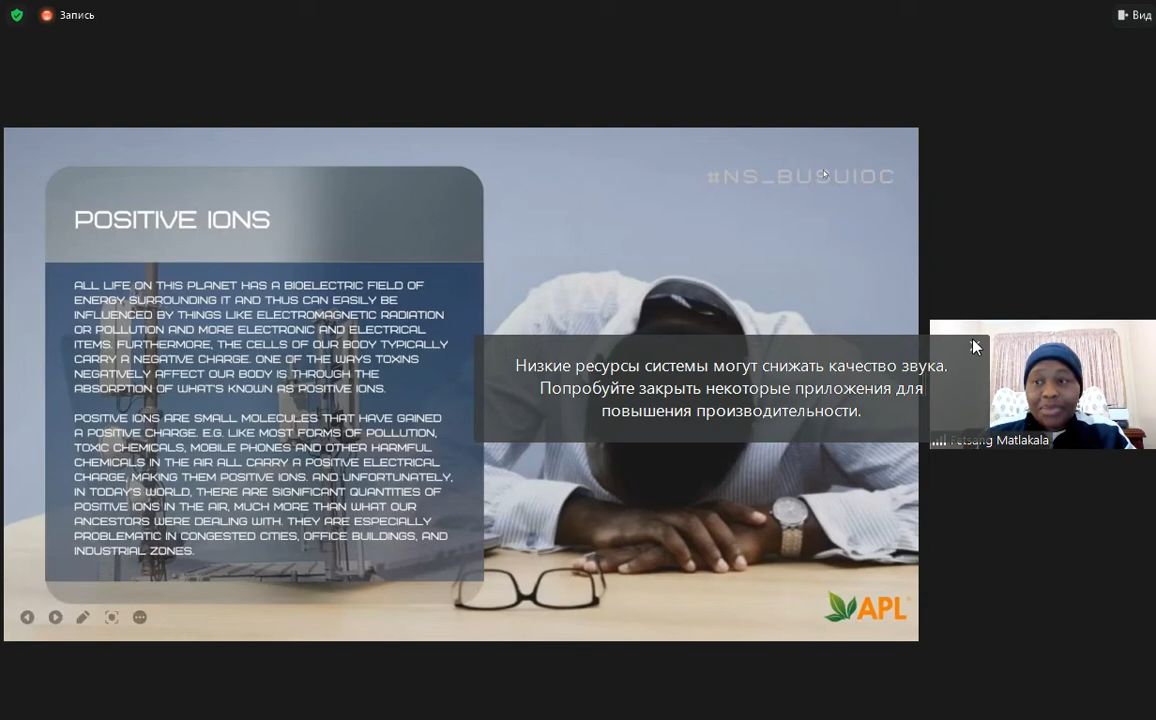 Запись
Вид
#NS_BUSUIOC
POSITIVE IONS
ALL LIFE ON THIS PLANET HAS A BIOELECTRIC FIELD OF
ENERGY SURROUNDING IT AND THUS CAN EASILY BE
INFLUENCED BY THINGS LIKE ELECTROMAGNETIC RADIATION
OR POLLUTION AND MORE ELECTRONIC AND ELECTRICAL
ITEMS. FURTHERMORE, THE CELLS OF OUR BODY TYPICALLY
CARRY A NEGATIVE CHARGE. ONE OF THE WAYS TOXINS
NEGATIVELY AFFECT OUR BODY IS THROUGH THE
ABSORPTION OF WHAT'S KNOWN AS POSITIVE IONS.
POSITIVE IONS ARE SMALL MOLECULES THAT HAVE GAINED
A POSITIVE CHARGE. E.G. LIKE MOST FORMS OF POLLUTION,
TOXIC CHEMICALS, MOBILE PHONES AND OTHER HARMFUL
CHEMICALS IN THE AIR ALL CARRY A POSITIVE ELECTRICAL
CHARGE, MAKING THEM POSITIVE IONS. AND UNFORTUNATELY,
IN TODAY'S WORLD, THERE ARE SIGNIFICANT QUANTITIES OF
POSITIVE IONS IN THE AIR, MUCH MORE THAN WHAT OUR
ANCESTORS WERE DEALING WITH. THEY ARE ESPECIALLY
PROBLEMATIC IN CONGESTED CITIES, OFFICE BUILDINGS, AND
INDUSTRIAL ZONES.
Низкие ресурсы системы могут снижать качество звука.
Попробуйте закрыть некоторые приложения для
повышения производительности.
Matlakala
APL